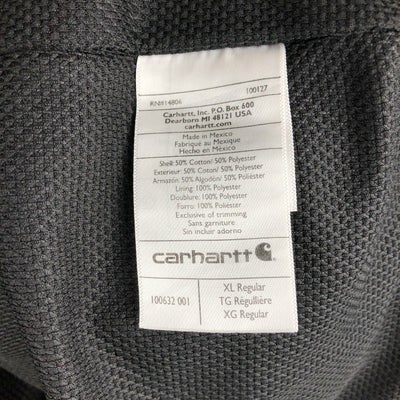 RN#14806 100127
Carhartt, Inc. P.O. Box 600
Dearborn MI 48121 USA
carhartt.com
Made in Mexico
Fabriqué au Mexique
Hecho en México
Shell: 50% Cotton/ 50% Polyester
Exterieur: 50% Coton/ 50% Polyester
Armazón: 50% Algodón/ 50% Poliéster
Lining: 100% Polyester
Doublure: 100% Polyester
Forro: 100% Poliéster
Exclusive of trimming
Sans garniture
Sin incluir adorno
carhartt
100632 001
XL Regular
TG Régullière
XG Regular